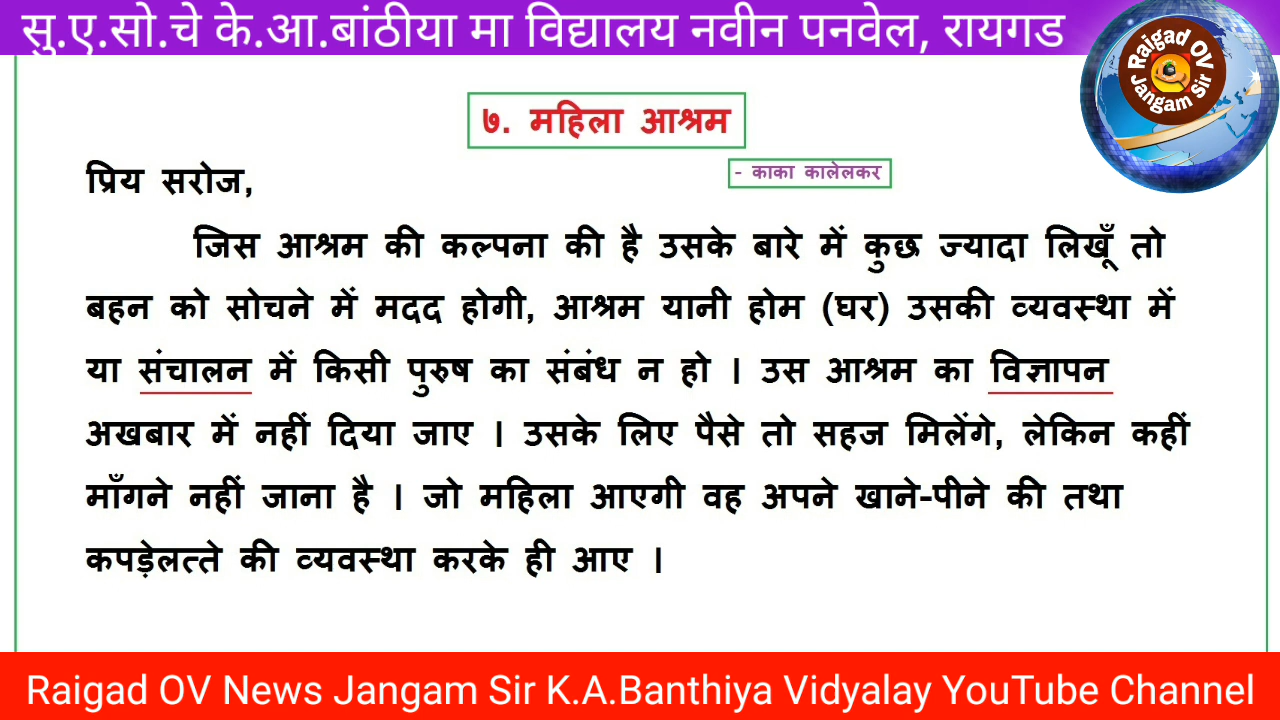 सु.ए.सो.चे के.आ.बांठीया मा विद्यालय नवीन पनवेल, रायगड
Raigad OV
Jangam Sir
७. महिला आश्रम
- काका कालेलकर
प्रिय सरोज,
जिस आश्रम की कल्पना की है उसके बारे में कुछ ज्यादा लिखूँ तो
बहन को सोचने में मदद होगी, आश्रम यानी होम (घर) उसकी व्यवस्था में
या संचालन में किसी पुरुष का संबंध न हो । उस आश्रम का विज्ञापन
अखबार में नहीं दिया जाए । उसके लिए पैसे तो सहज मिलेंगे, लेकिन कहीं
माँगने नहीं जाना है । जो महिला आएगी वह अपने खाने-पीने की तथा
कपड़ेलत्ते की व्यवस्था करके ही आए ।
Raigad OV News Jangam Sir K.A.Banthiya Vidyalay YouTube Channel